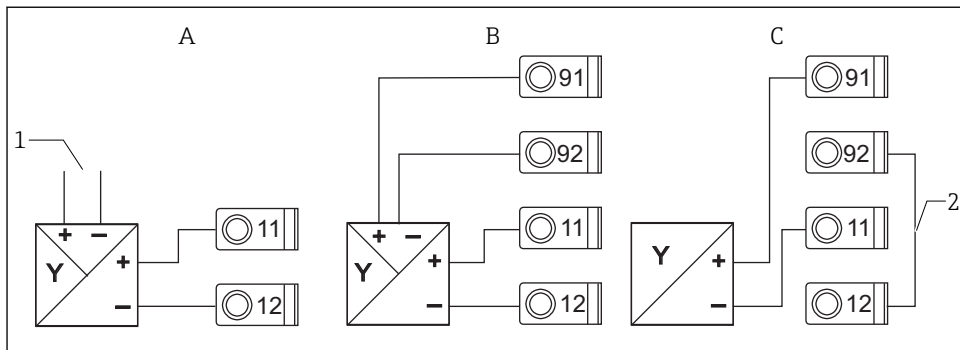 A B C
91 91
1 92 92 2
+ − 11 + − 11 11
Y + Y + Y +
− 12 − 12 − 12